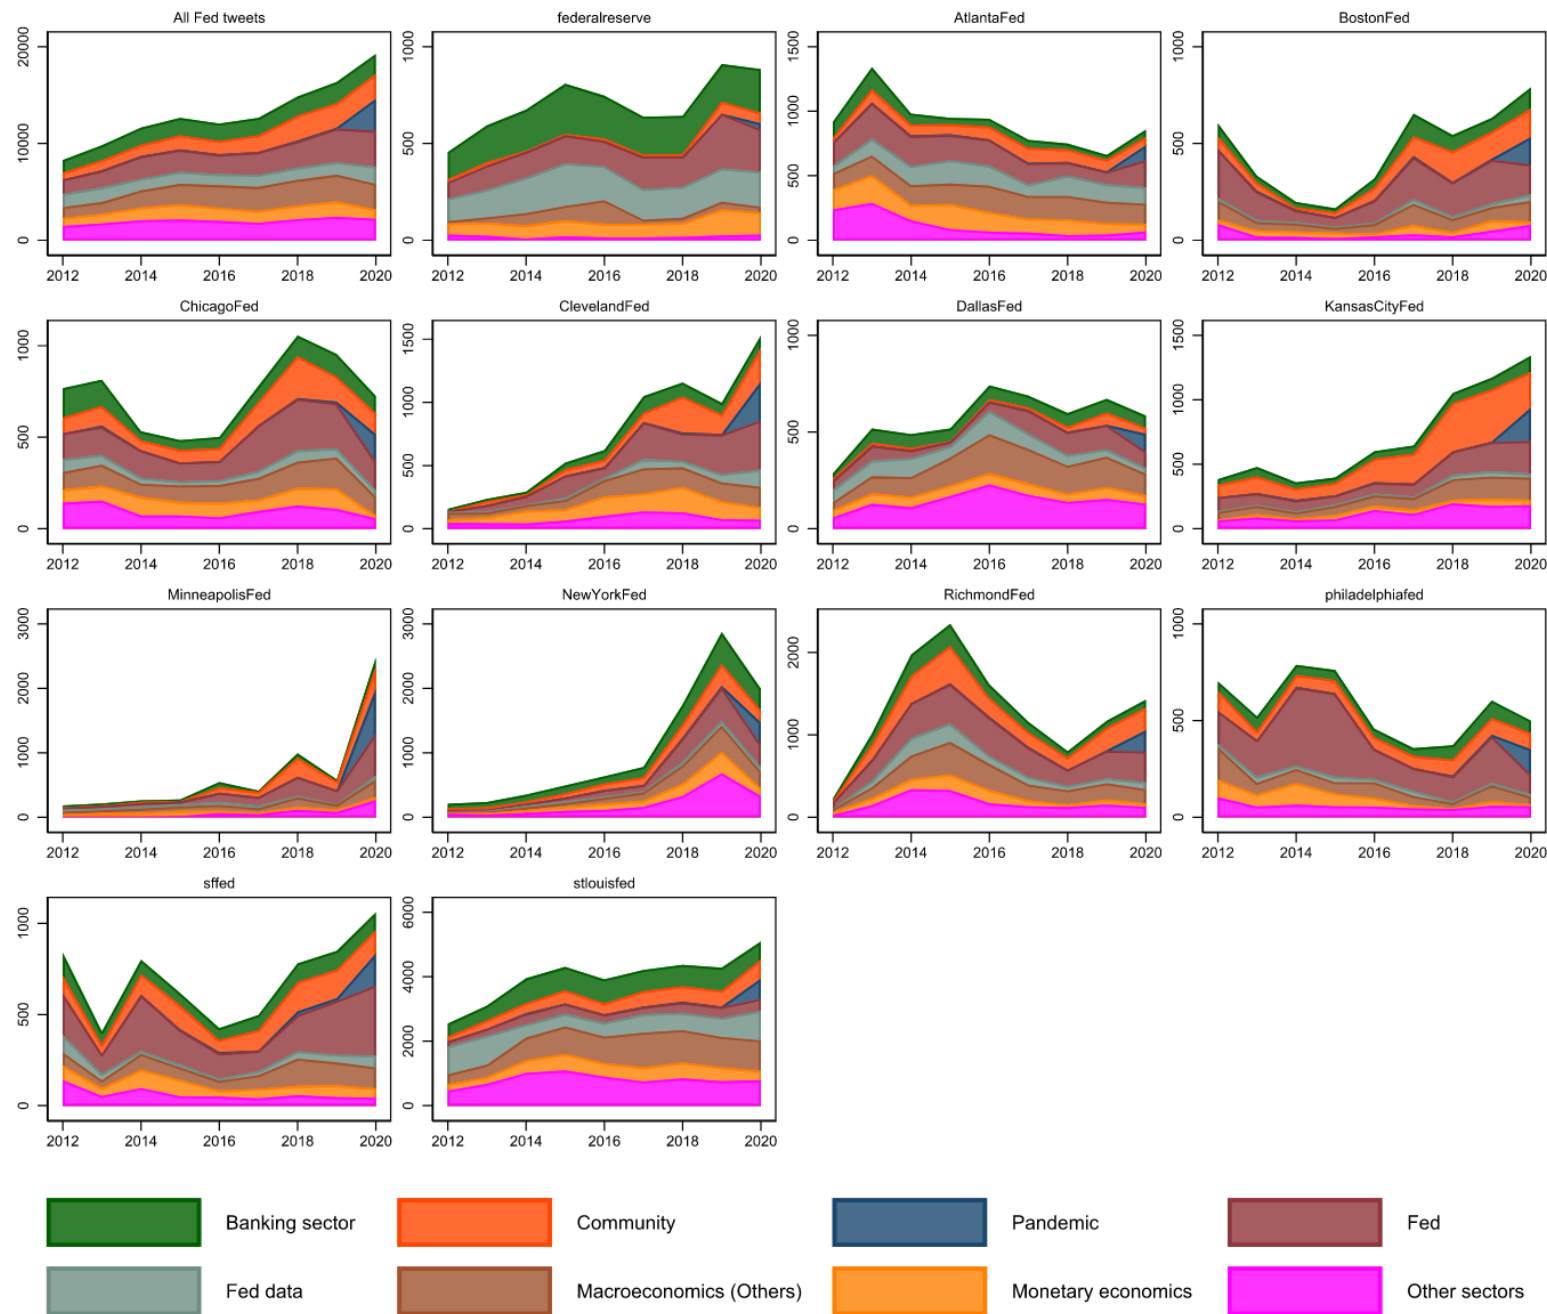 All Fed tweets federalreserve AtlantaFed BostonFed
20000 1000 1500 1000
10000 500 1000 500
0 0 500 0
0
2012 2014 2016 2018 2020 2012 2014 2016 2018 2020 2012 2014 2016 2018 2020 2012 2014 2016 2018 2020
ChicagoFed ClevelandFed DallasFed KansasCityFed
1000 1500 1000 1500
500 1000 500 1000
0 500 0 500
0 0
2012 2014 2016 2018 2020 2012 2014 2016 2018 2020 2012 2014 2016 2018 2020 2012 2014 2016 2018 2020
MinneapolisFed NewYorkFed RichmondFed philadelphiafed
3000 3000 2000 1000
2000 2000 1000 500
1000 1000 0 0
0 0
2012 2014 2016 2018 2020 2012 2014 2016 2018 2020 2012 2014 2016 2018 2020 2012 2014 2016 2018 2020
sffed stlouisfed
1000 6000
500 4000
0 2000
0
2012 2014 2016 2018 2020 2012 2014 2016 2018 2020
Banking sector Community Pandemic Fed
Fed data Macroeconomics (Others) Monetary economics Other sectors